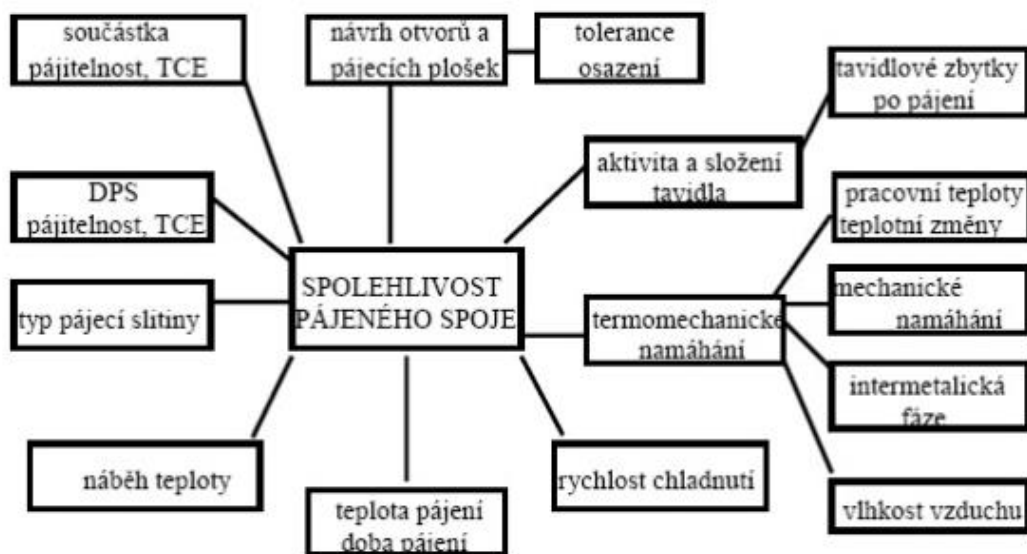 součástka
pájitelnost, TCE
návrh otvorů a
pájecích plošek
tolerance
osazení
tavidlové zbytky
po pájení
aktivita a složení
tavidla
DPS
pájitelnost, TCE
pracovní teploty
teplotní změny
SPOLEHLIVOST
PÁJENÉHO SPOJE
typ pájecí slitiny
termomechanické
namáhání
mechanické
namáhání
intermetalická
fáze
náběh teploty
teplota pájení
doba pájení
rychlost chladnutí
vlhkost vzduchu